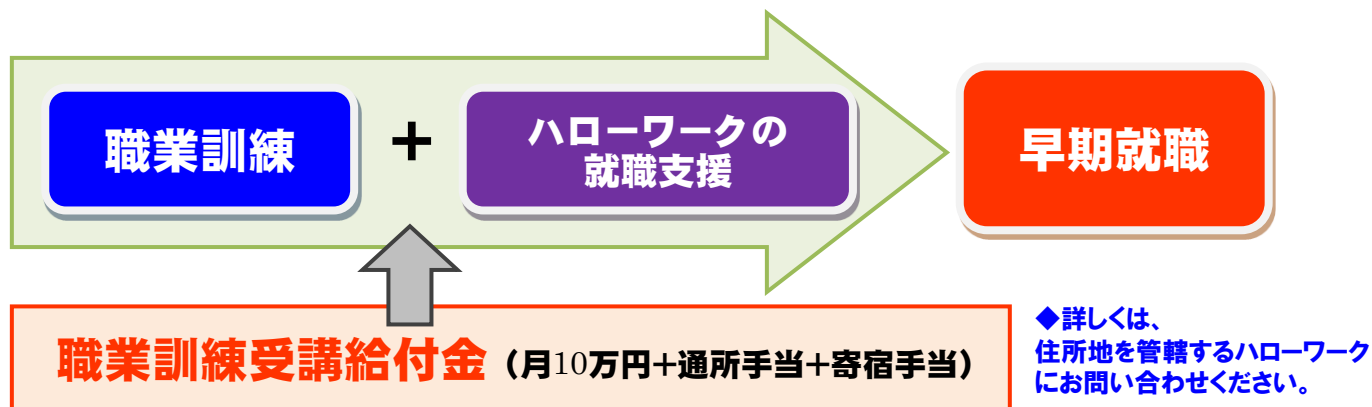 職業訓練
+
ハローワークの
就職支援
早期就職
職業訓練受講給付金（月10万円＋通所手当＋寄宿手当）
◆詳しくは、
住所地を管轄するハローワーク
にお問い合わせください。